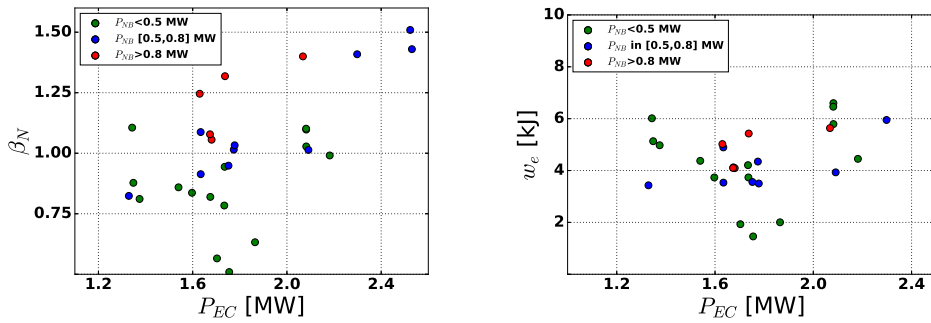 P_NB<0.5 MW
P_NB [0.5,0.8] MW
P_NB>0.8 MW
1.50
1.25
1.00
0.75
β_N
1.2 1.6 2.0 2.4
P_EC [MW]
P_NB<0.5 MW
P_NB in [0.5,0.8] MW
P_NB>0.8 MW
10
8
6
4
2
w_e [kJ]
1.2 1.6 2.0 2.4
P_EC [MW]